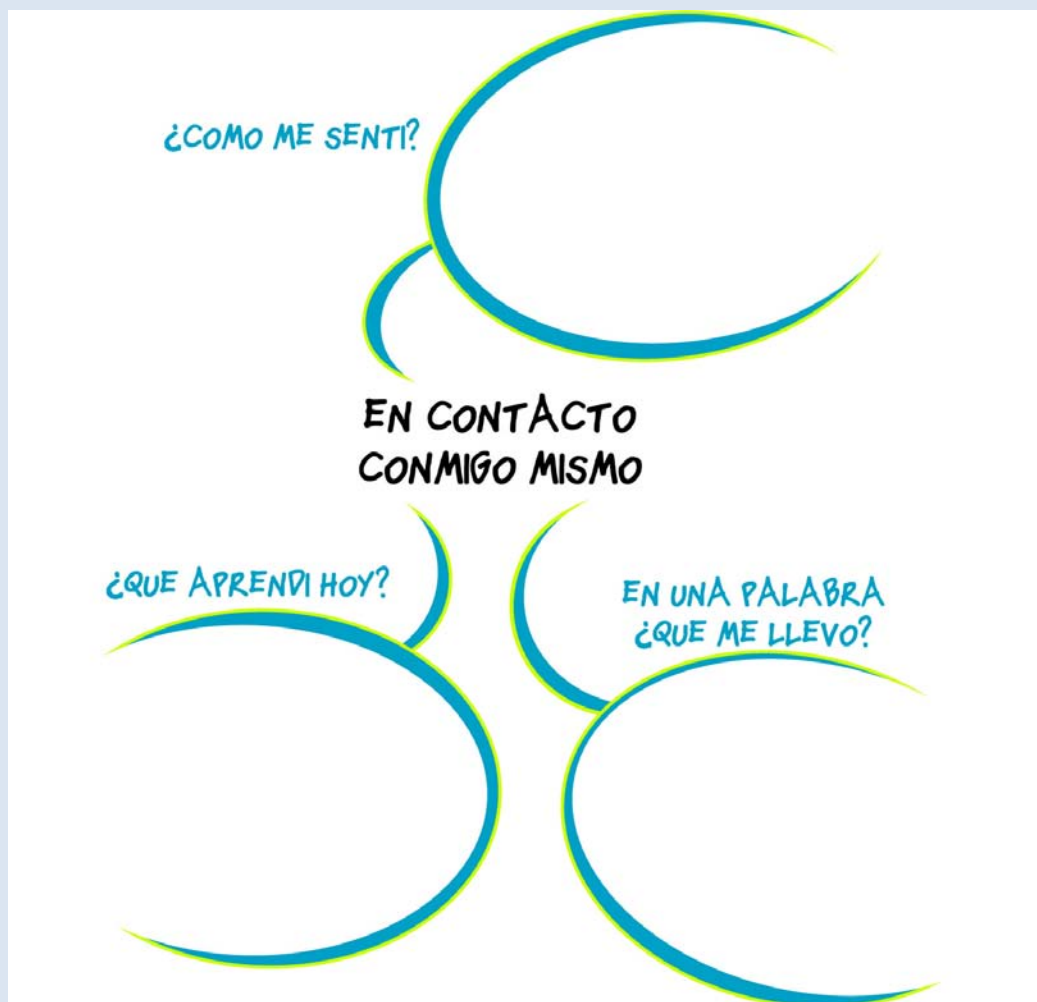 ¿COMO ME SENTI?
EN CONTACTO
CONMIGO MISMO
¿QUE APRENDI HOY?
EN UNA PALABRA
¿QUE ME LLEVO?